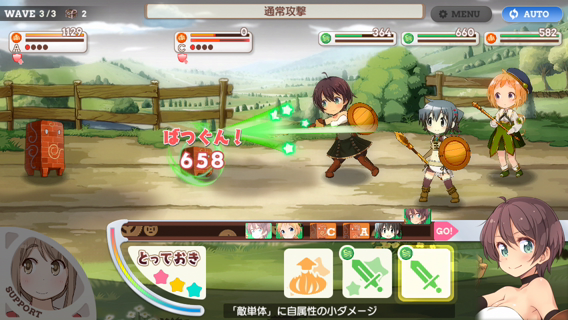 WAVE 3/3 2
通常攻撃
MENU
AUTO
1129
0
364
660
582
A
C
ばつぐん!
658
C
A
GO!
とっておき
SUPPORT
「敵単体」に自属性の小ダメージ